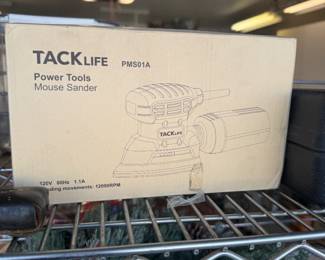 TACKLIFE PMS01A
Power Tools
Mouse Sander
TACKLIFE
120V 60Hz 1.1A
movements: 12000RPM